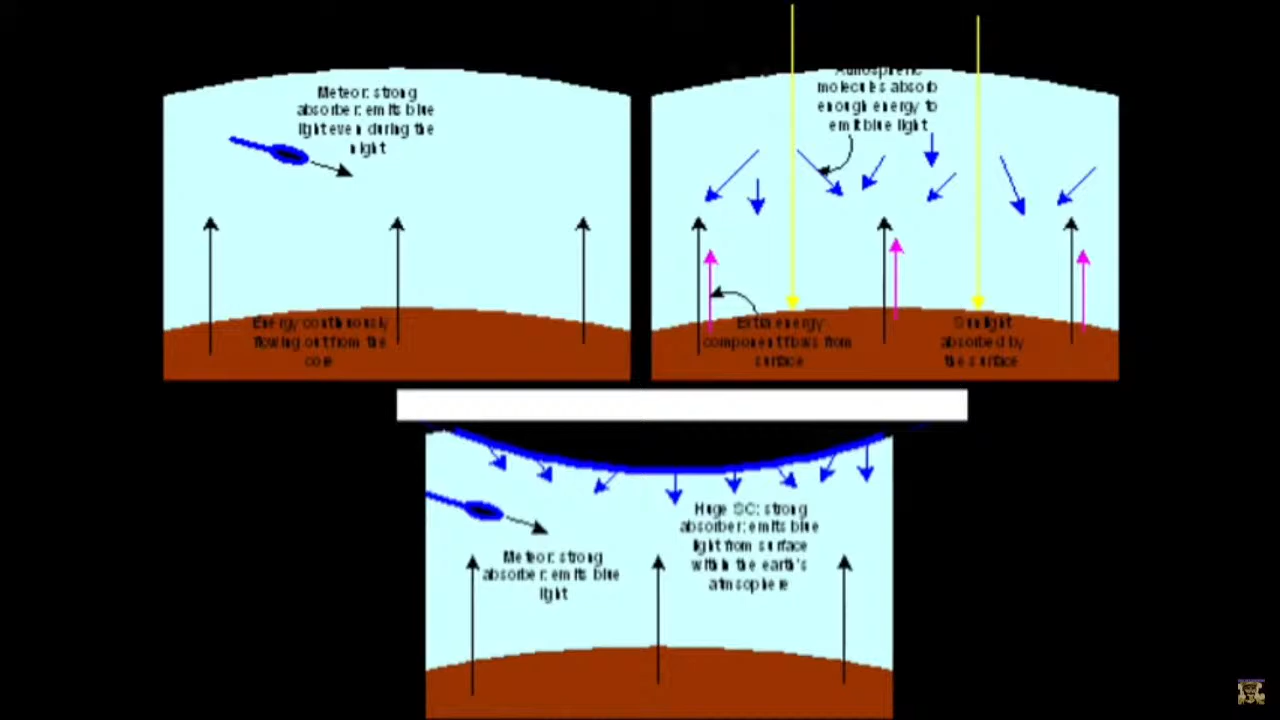 Meteor: strong
absorber: emits blue
light even during the
night
Energy continuously
flowing out from the
core
Atmospheric
molecules absorb
enough energy to
emit blue light
Extra energy
component flows from
surface
Sunlight
absorbed by
the surface
Meteor: strong
absorber: emits blue
light
Huge SC: strong
absorber: emits blue
light from surface
within the earth's
atmosphere